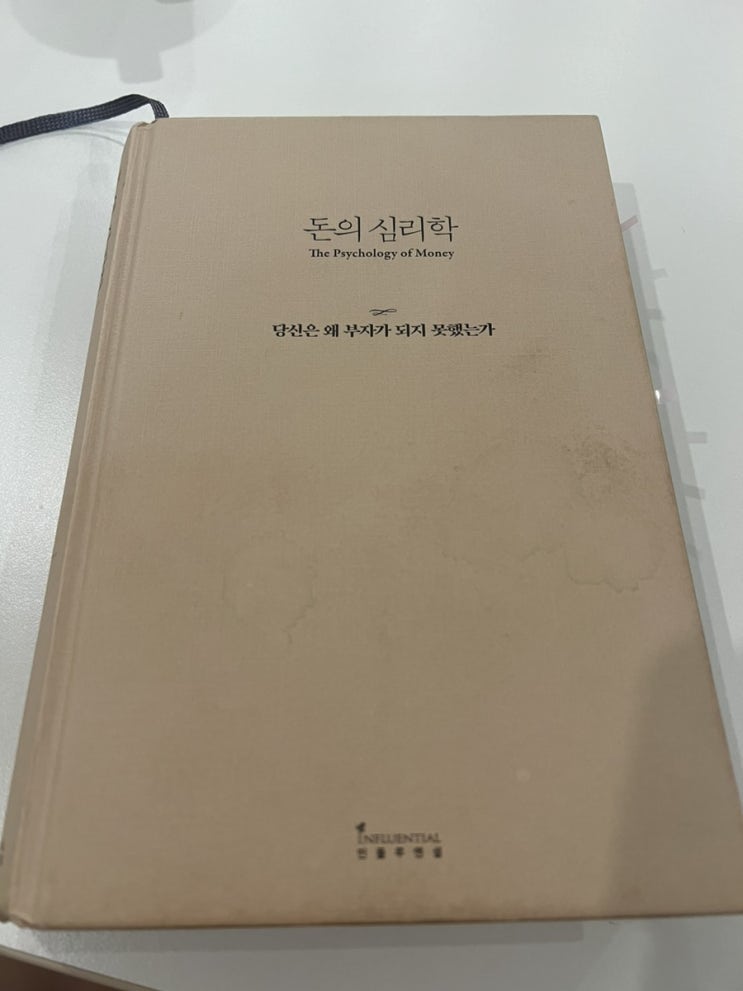 돈의 심리학
The Psychology of Money
당신은 왜 부자가 되지 못했는가
INFLUENTIAL
인플루엔셜